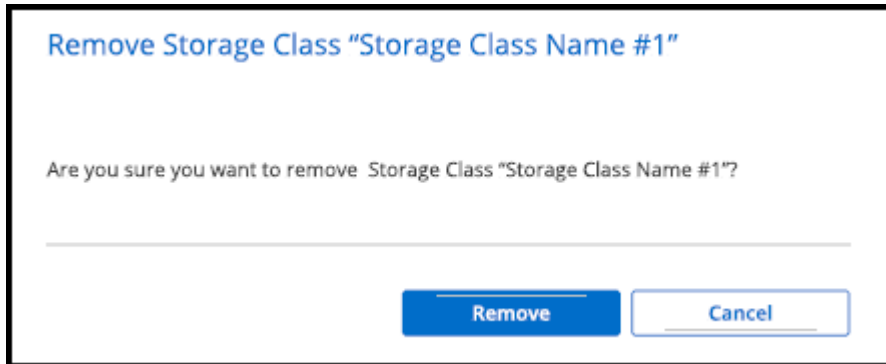 Remove Storage Class “Storage Class Name #1”
Are you sure you want to remove Storage Class “Storage Class Name #1”?
Remove
Cancel